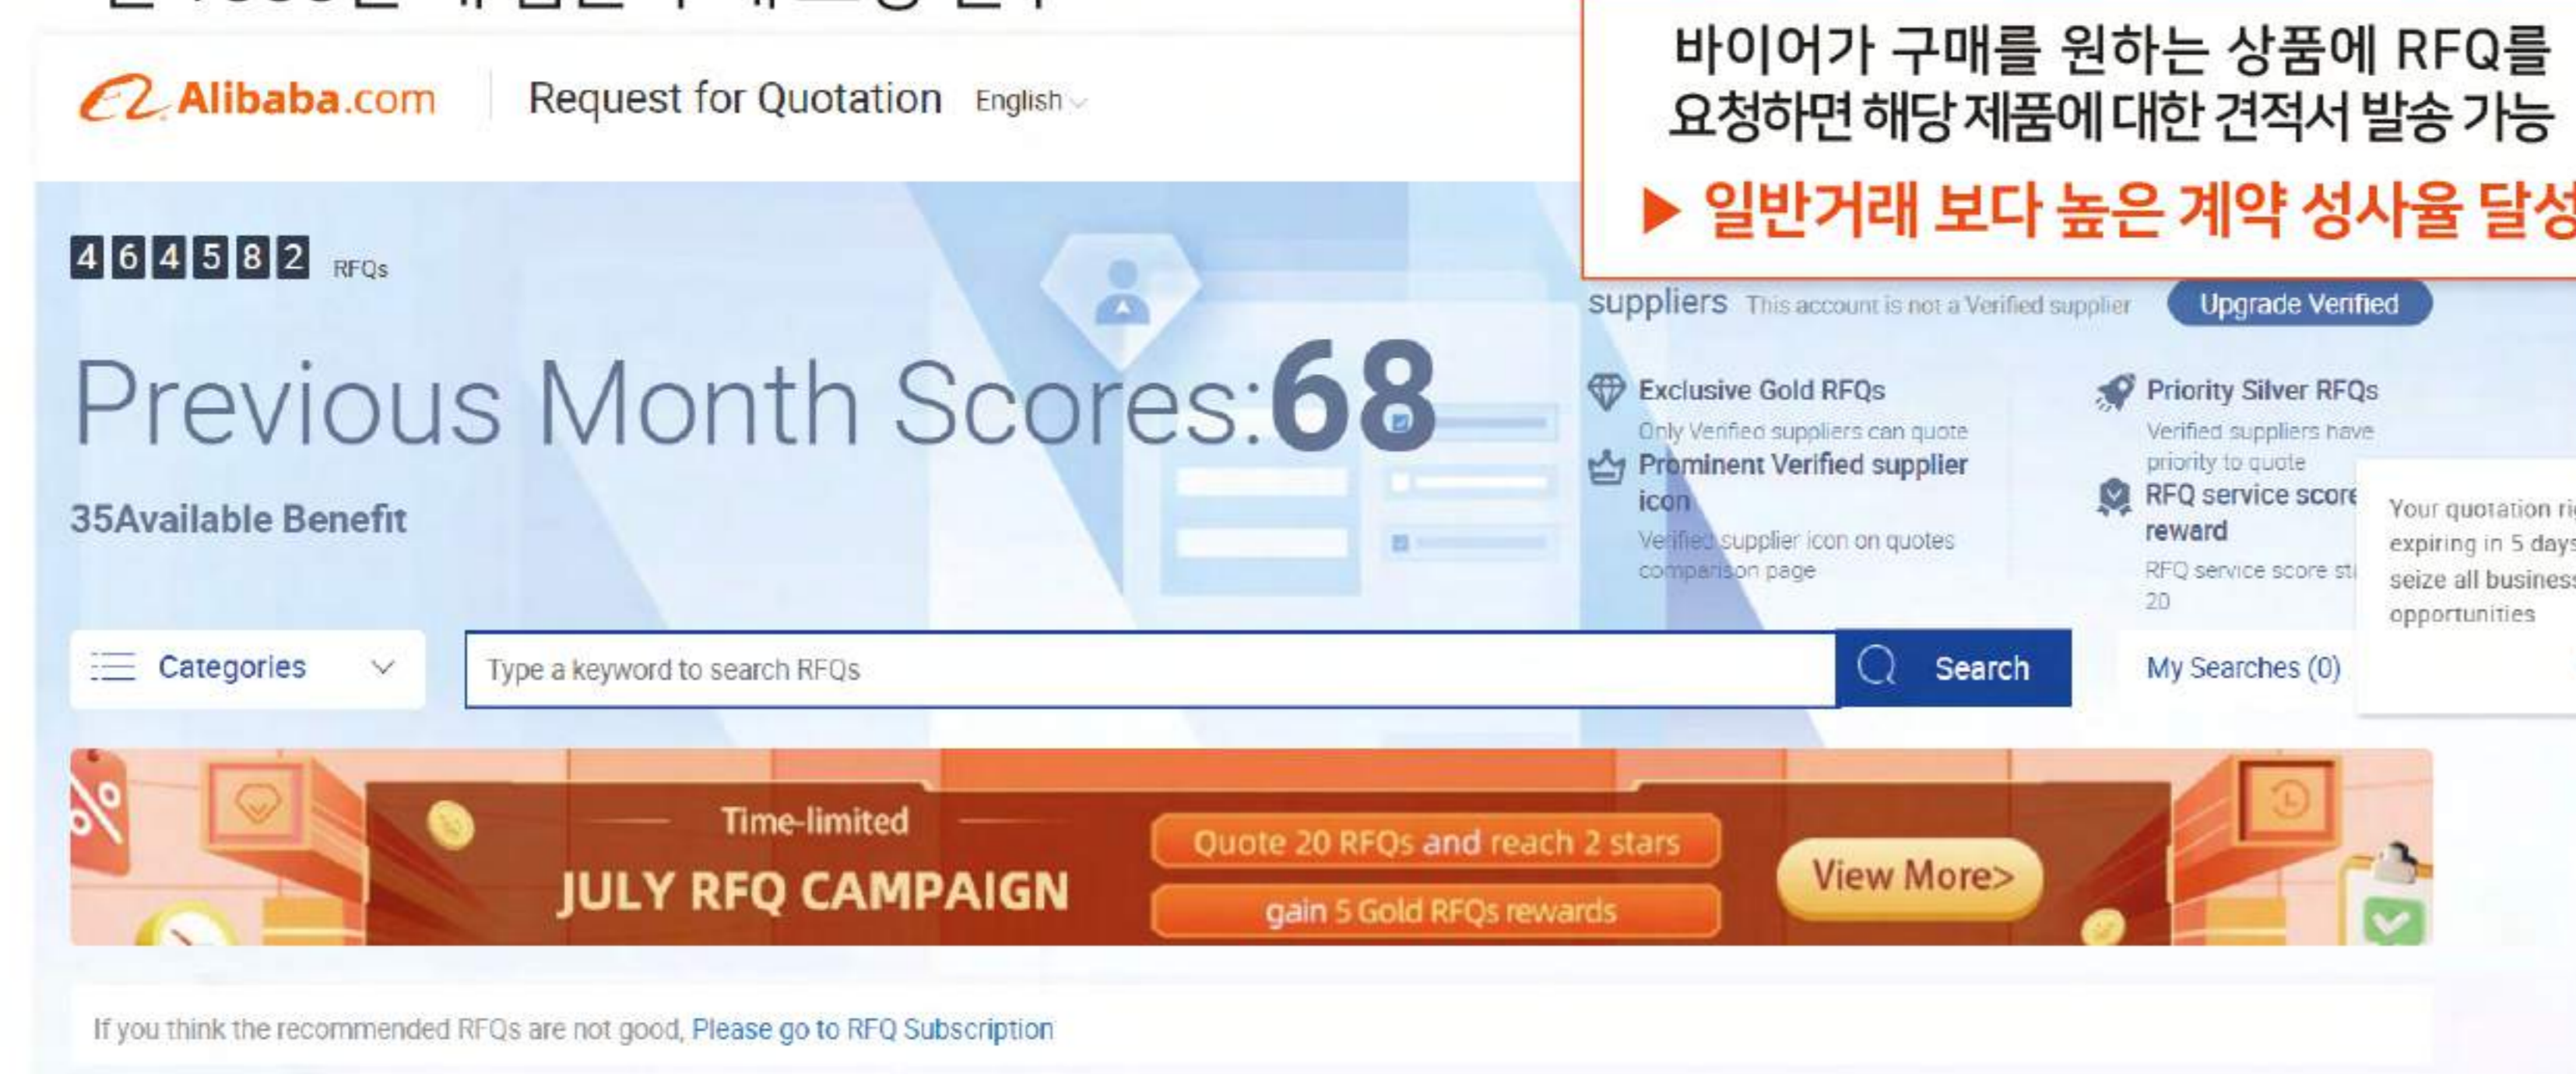 바이어가 구매를 원하는 상품에 RFQ를
요청하면 해당 제품에 대한 견적서 발송 가능
▶ 일반거래 보다 높은 계약 성사율 달성
Alibaba.com
Request for Quotation English
464582 RFQs
Previous Month Scores:68
35Available Benefit
suppliers This account is not a Verified supplier
Upgrade Verified
Exclusive Gold RFQs
Only Verified suppliers can quote
Prominent Verified supplier
icon
Verified supplier icon on quotes
comparison page
Priority Silver RFQs
Verified suppliers have
priority to quote
RFQ service score
reward
RFQ service score
20
Your quotation
expiring in 5 days
seize all business
opportunities
Categories
Type a keyword to search RFQs
Search
My Searches (0)
Time-limited
JULY RFQ CAMPAIGN
Quote 20 RFQs and reach 2 stars
gain 5 Gold RFQs rewards
View More>
If you think the recommended RFQs are not good, Please go to RFQ Subscription